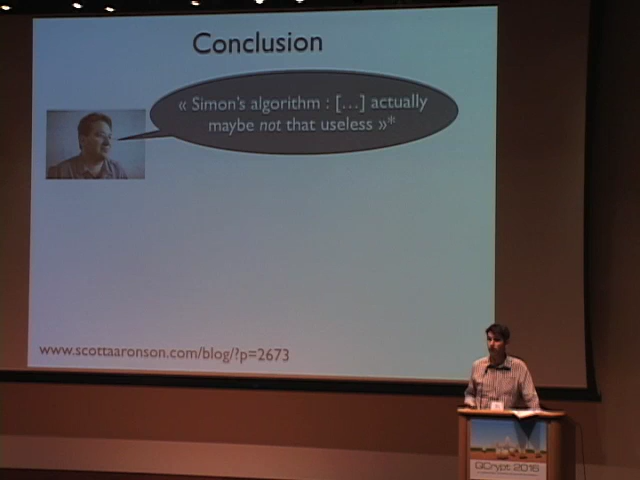 Conclusion
« Simon's algorithm : [...] actually
maybe not that useless »*
www.scottaaronson.com/blog/?p=2673
QCrypt 2016